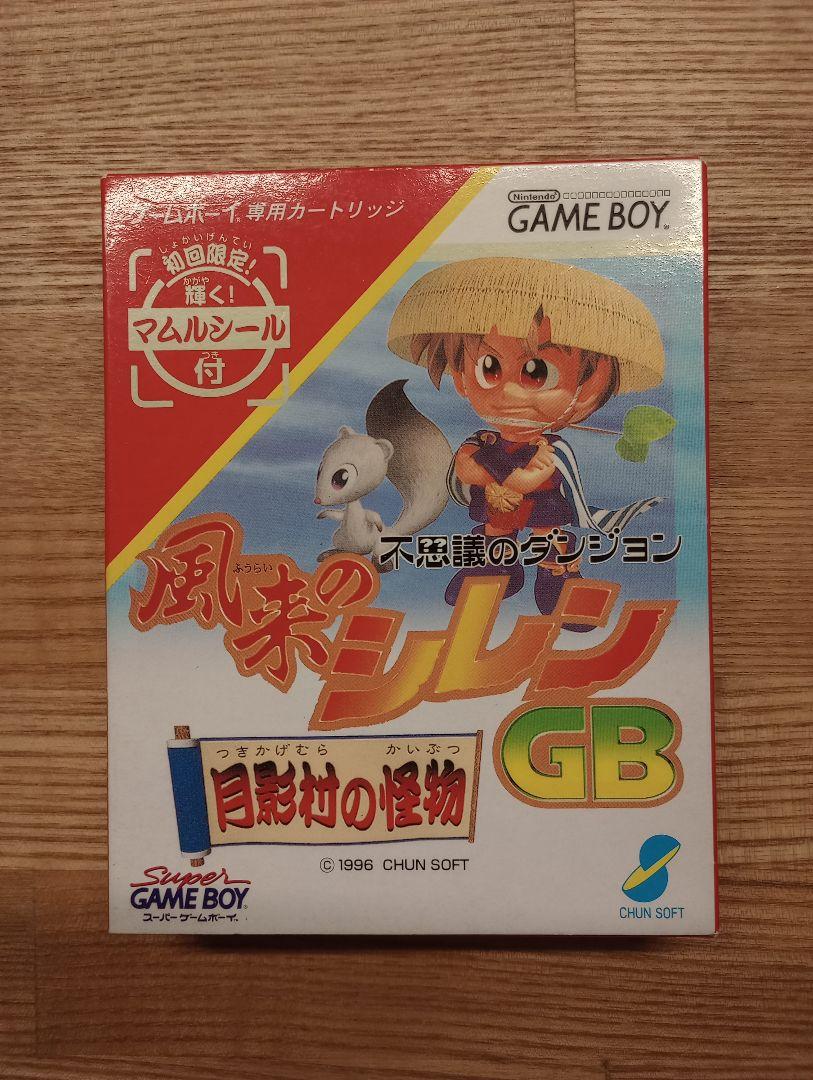 ゲームボーイ専用カートリッジ
Nintendo
GAME BOY
しょかいげんてい
初回限定!
かがや
輝く!
マムルシール
つき
付
不思議のダンジョン
ふうらい
風来の
シレン
GB
つきかげむら かいぶつ
月影村の怪物
© 1996 CHUN SOFT
Super
GAME BOY
スーパーゲームボーイ
CHUN SOFT